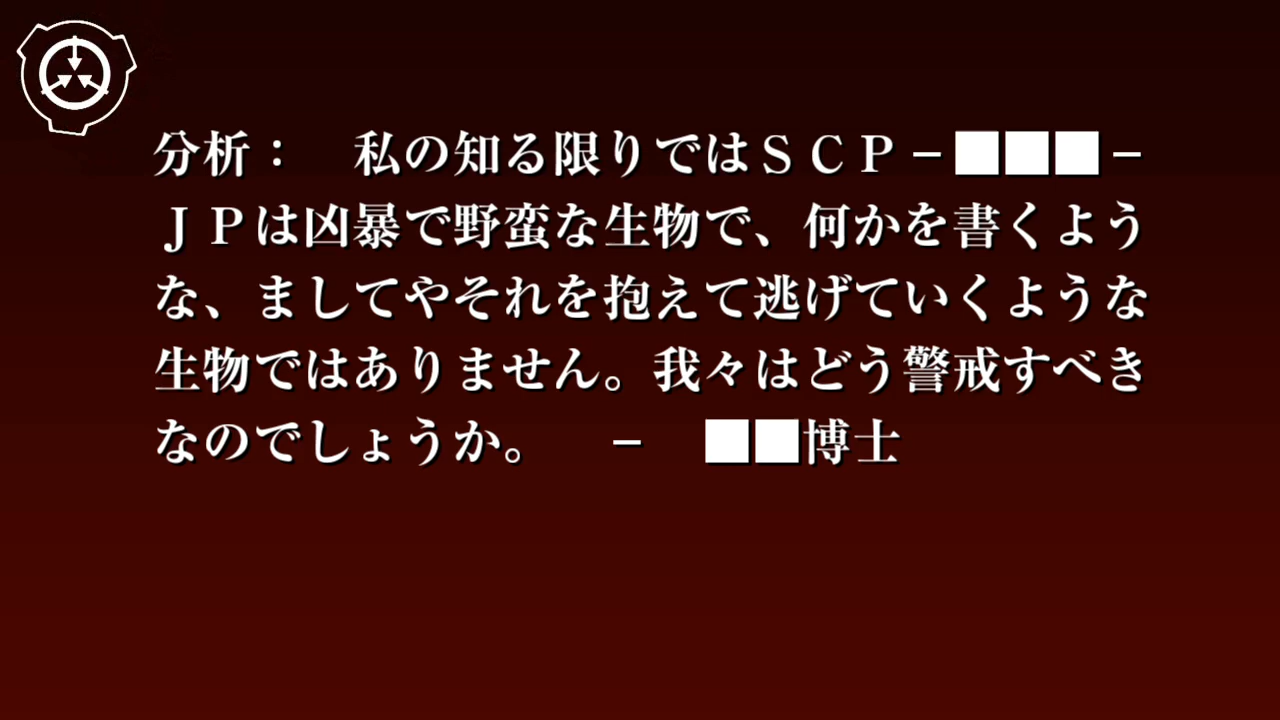 分析：　私の知る限りではＳＣＰ－■■■－
ＪＰは凶暴で野蛮な生物で、何かを書くよう
な、ましてやそれを抱えて逃げていくような
生物ではありません。我々はどう警戒すべき
なのでしょうか。　－　■■博士